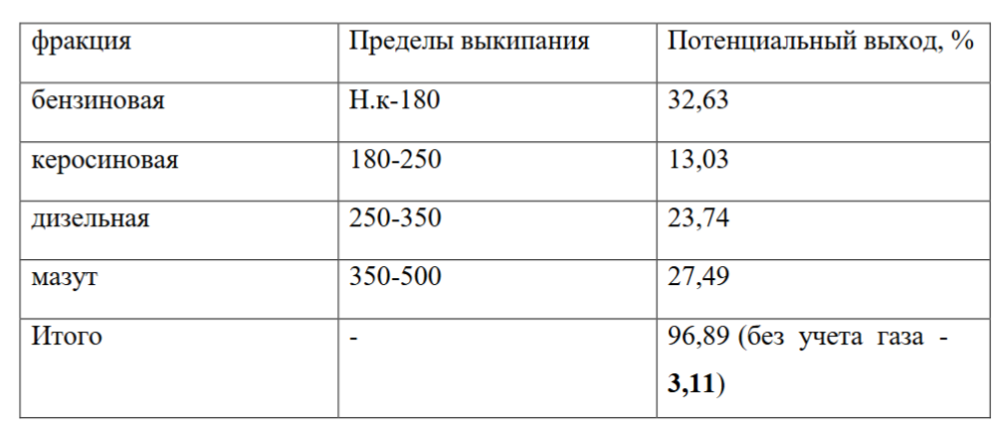 фракция Пределы выкипания Потенциальный выход, %
бензиновая Н.к-180 32,63
керосиновая 180-250 13,03
дизельная 250-350 23,74
мазут 350-500 27,49
Итого - 96,89 (без учета газа -
3,11)